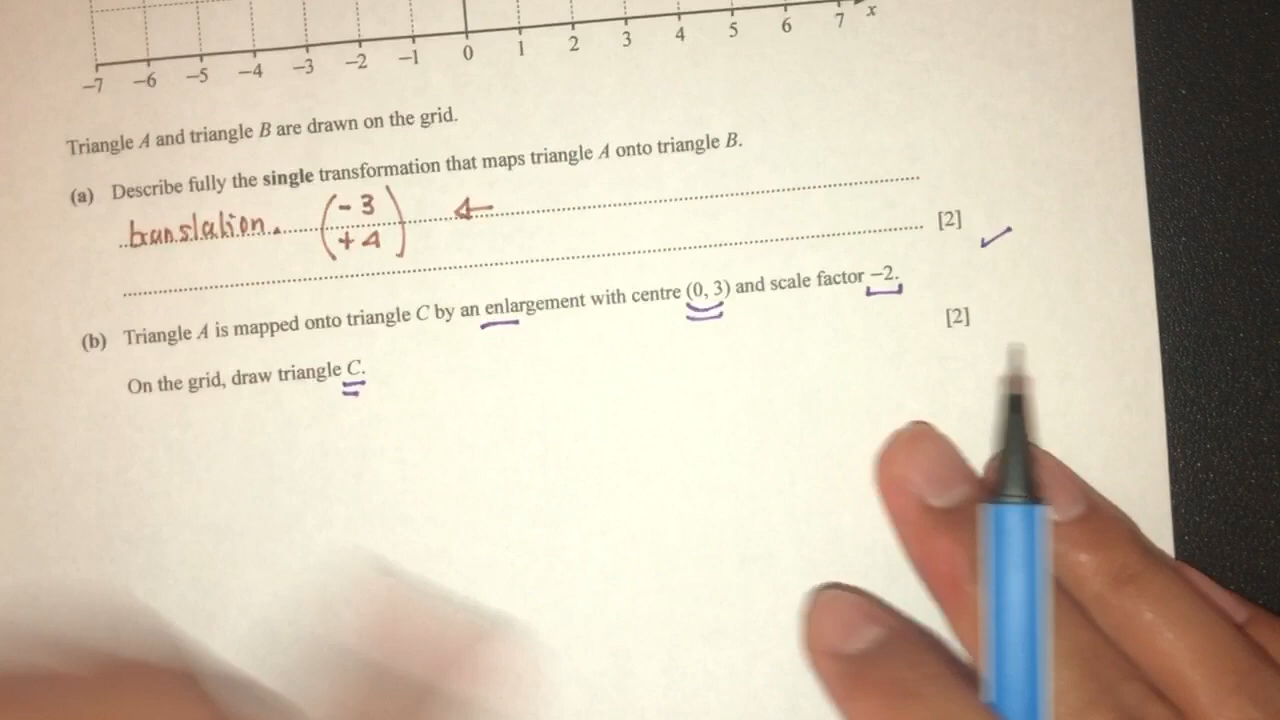 -7 -6 -5 -4 -3 -2 -1 0 1 2 3 4 5 6 7 x
Triangle A and triangle B are drawn on the grid.
(a) Describe fully the single transformation that maps triangle A onto triangle B.
translation. (-3
+4)
[2]
(b) Triangle A is mapped onto triangle C by an enlargement with centre (0, 3) and scale factor −2.
On the grid, draw triangle C.
[2]